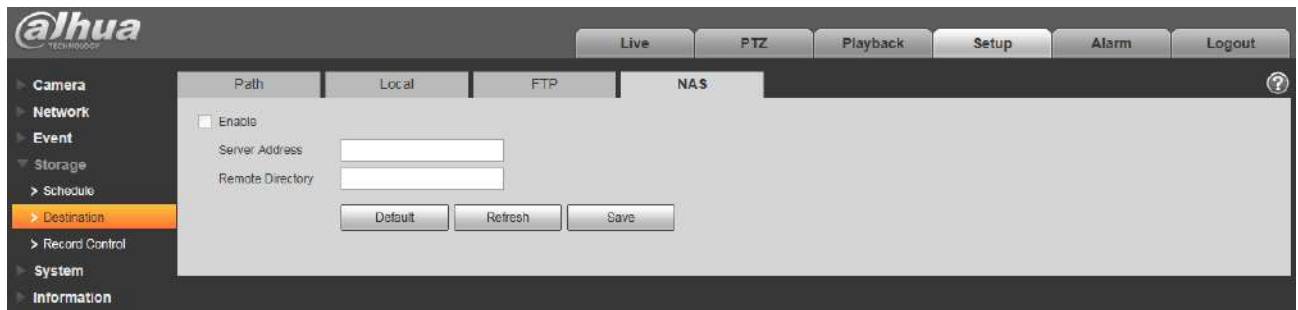 alhua
TECHNOLOGY
Live PTZ Playback Setup Alarm Logout
Camera
Network
Event
Storage
> Schedule
> Destination
> Record Control
System
Information
Path Local FTP NAS
?
Enable
Server Address
Remote Directory
Default Refresh Save